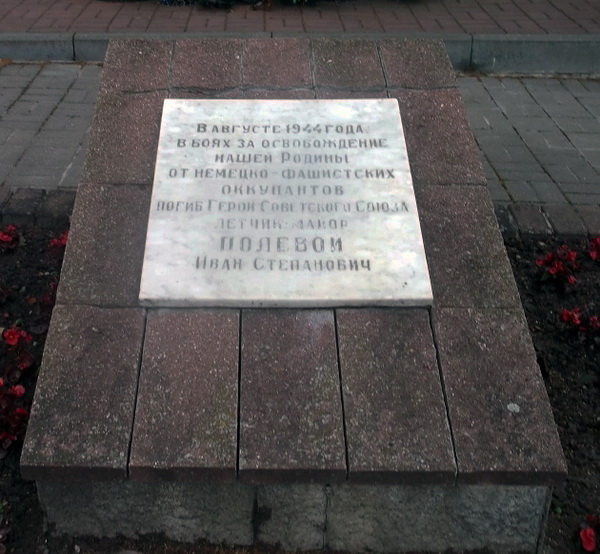 В августе 1944 года
в боях за освобождение
нашей Родины
от немецко-фашистских
оккупантов
погиб Герой Советского Союза
летчик-майор
ПОЛЕВОЙ
Иван Степанович